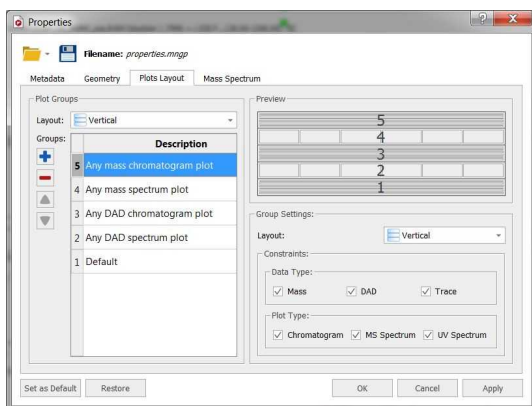 Properties
Filename: properties.mngp
Metadata Geometry Plots Layout Mass Spectrum
Plot Groups
Layout: Vertical
Groups:
Description
5 Any mass chromatogram plot
4 Any mass spectrum plot
3 Any DAD chromatogram plot
2 Any DAD spectrum plot
1 Default
Preview
5
4
3
2
1
Group Settings:
Layout: Vertical
Constraints:
Data Type:
Mass DAD Trace
Plot Type:
Chromatogram MS Spectrum UV Spectrum
Set as Default Restore OK Cancel Apply